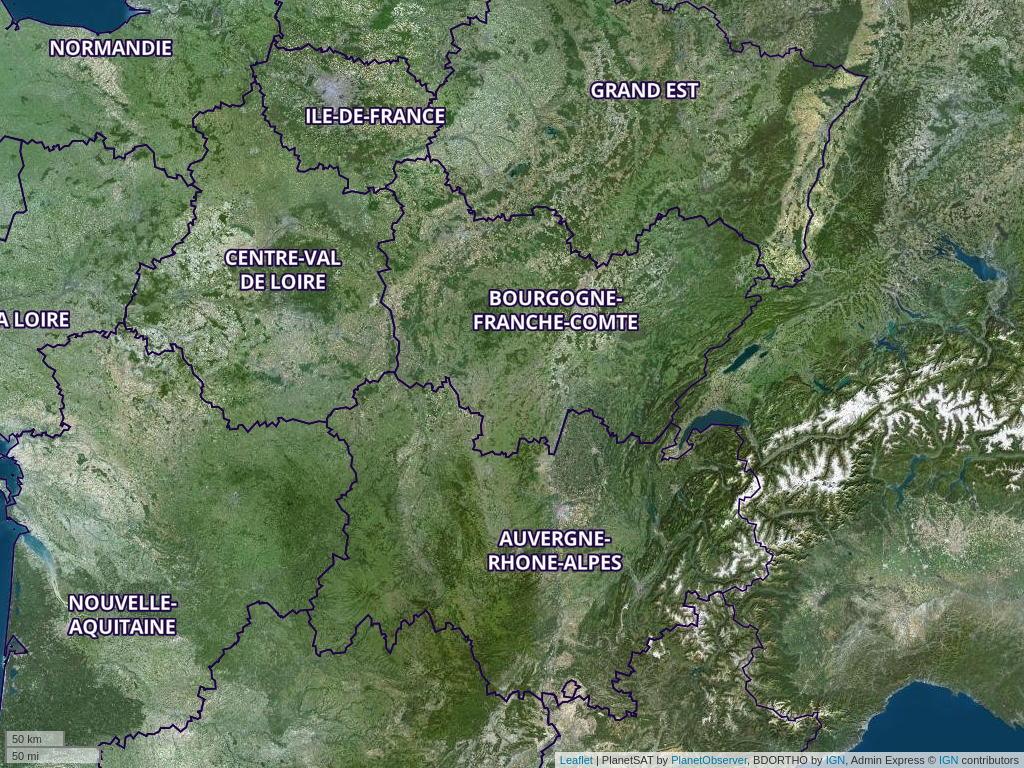 NORMANDIE
GRAND EST
ILE-DE-FRANCE
CENTRE-VAL
DE LOIRE
BOURGOGNE-
FRANCHE-COMTE
A LOIRE
AUVERGNE-
RHONE-ALPES
NOUVELLE-
AQUITAINE
50 km
50 mi
Leaflet | PlanetSAT by PlanetObserver, BDORTHO by IGN, Admin Express © IGN contributors